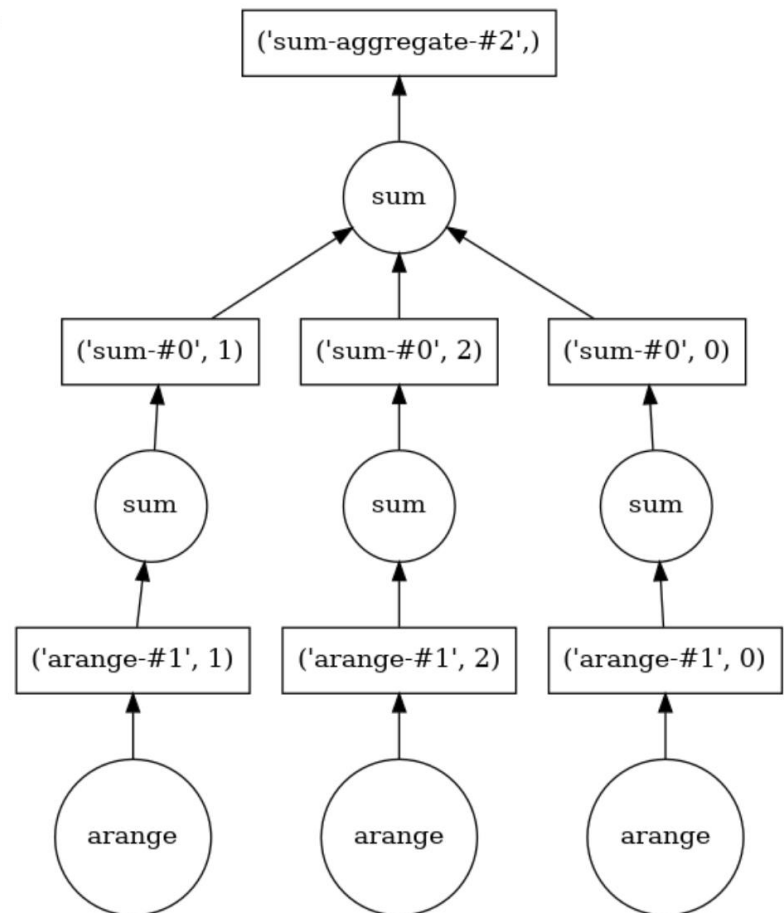 ('sum-aggregate-#2',)
sum
('sum-#0', 1)
('sum-#0', 2)
('sum-#0', 0)
sum
sum
sum
('arange-#1', 1)
('arange-#1', 2)
('arange-#1', 0)
arange
arange
arange